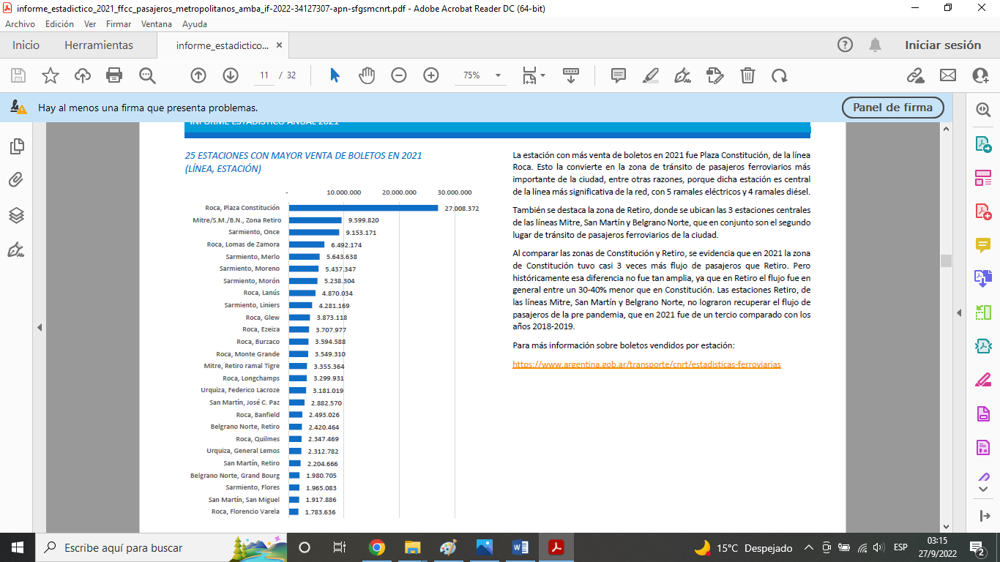 informe_estadictico_2021_ffcc_pasajeros_metropolitanos_amba_if-2022-34127307-apn-sfgsmcnrt.pdf - Adobe Acrobat Reader DC (64-bit)
Archivo Edición Ver Firmar Ventana Ayuda
Inicio Herramientas informe_estadictico... ×
Iniciar sesión
11 / 32 75%
Hay al menos una firma que presenta problemas.
Panel de firma
INFORME ESTADISTICO ANUAL 2021
25 ESTACIONES CON MAYOR VENTA DE BOLETOS EN 2021
(LÍNEA, ESTACIÓN)
- 10.000.000 20.000.000 30.000.000
Roca, Plaza Constitución 27.008.372
Mitre/S.M./B.N., Zona Retiro 9.599.820
Sarmiento, Once 9.153.171
Roca, Lomas de Zamora 6.492.174
Sarmiento, Merlo 5.643.638
Sarmiento, Moreno 5.437.347
Sarmiento, Morón 5.238.304
Roca, Lanús 4.870.034
Sarmiento, Liniers 4.281.169
Roca, Glew 3.873.118
Roca, Ezeiza 3.707.977
Roca, Burzaco 3.594.588
Roca, Monte Grande 3.549.310
Mitre, Retiro ramal Tigre 3.355.364
Roca, Longchamps 3.299.931
Urquiza, Federico Lacroze 3.181.019
San Martín, José C. Paz 2.882.570
Roca, Banfield 2.493.026
Belgrano Norte, Retiro 2.420.464
Roca, Quilmes 2.347.469
Urquiza, General Lemos 2.312.782
San Martín, Retiro 2.204.666
Belgrano Norte, Grand Bourg 1.980.705
Sarmiento, Flores 1.965.083
San Martín, San Miguel 1.917.886
Roca, Florencio Varela 1.783.636
La estación con más venta de boletos en 2021 fue Plaza Constitución, de la línea
Roca. Esto la convierte en la zona de tránsito de pasajeros ferroviarios más
importante de la ciudad, entre otras razones, porque dicha estación es central
de la línea más significativa de la red, con 5 ramales eléctricos y 4 ramales diésel.
También se destaca la zona de Retiro, donde se ubican las 3 estaciones centrales
de las líneas Mitre, San Martín y Belgrano Norte, que en conjunto son el segundo
lugar de tránsito de pasajeros ferroviarios de la ciudad.
Al comparar las zonas de Constitución y Retiro, se evidencia que en 2021 la zona
de Constitución tuvo casi 3 veces más flujo de pasajeros que Retiro. Pero
históricamente esa diferencia no fue tan amplia, ya que en Retiro el flujo fue en
general entre un 30-40% menor que en Constitución. Las estaciones Retiro, de
las líneas Mitre, San Martín y Belgrano Norte, no lograron recuperar el flujo de
pasajeros de la pre pandemia, que en 2021 fue de un tercio comparado con los
años 2018-2019.
Para más información sobre boletos vendidos por estación:
https://www.argentina.gob.ar/transporte/cnrt/estadisticas-ferroviarias
Escribe aquí para buscar
15°C Despejado ESP
03:15
27/9/2022
2